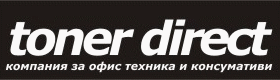 toner direct
компания за офис техника и консумативи